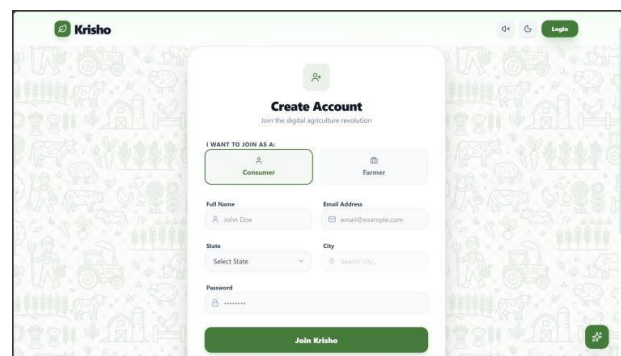 Krisho
Login
Create Account
Join the digital agriculture revolution
I WANT TO JOIN AS A:
Consumer
Farmer
Full Name
Email Address
John Doe
email@example.com
State
City
Select State
Search city...
Password
••••••••
Join Krisho